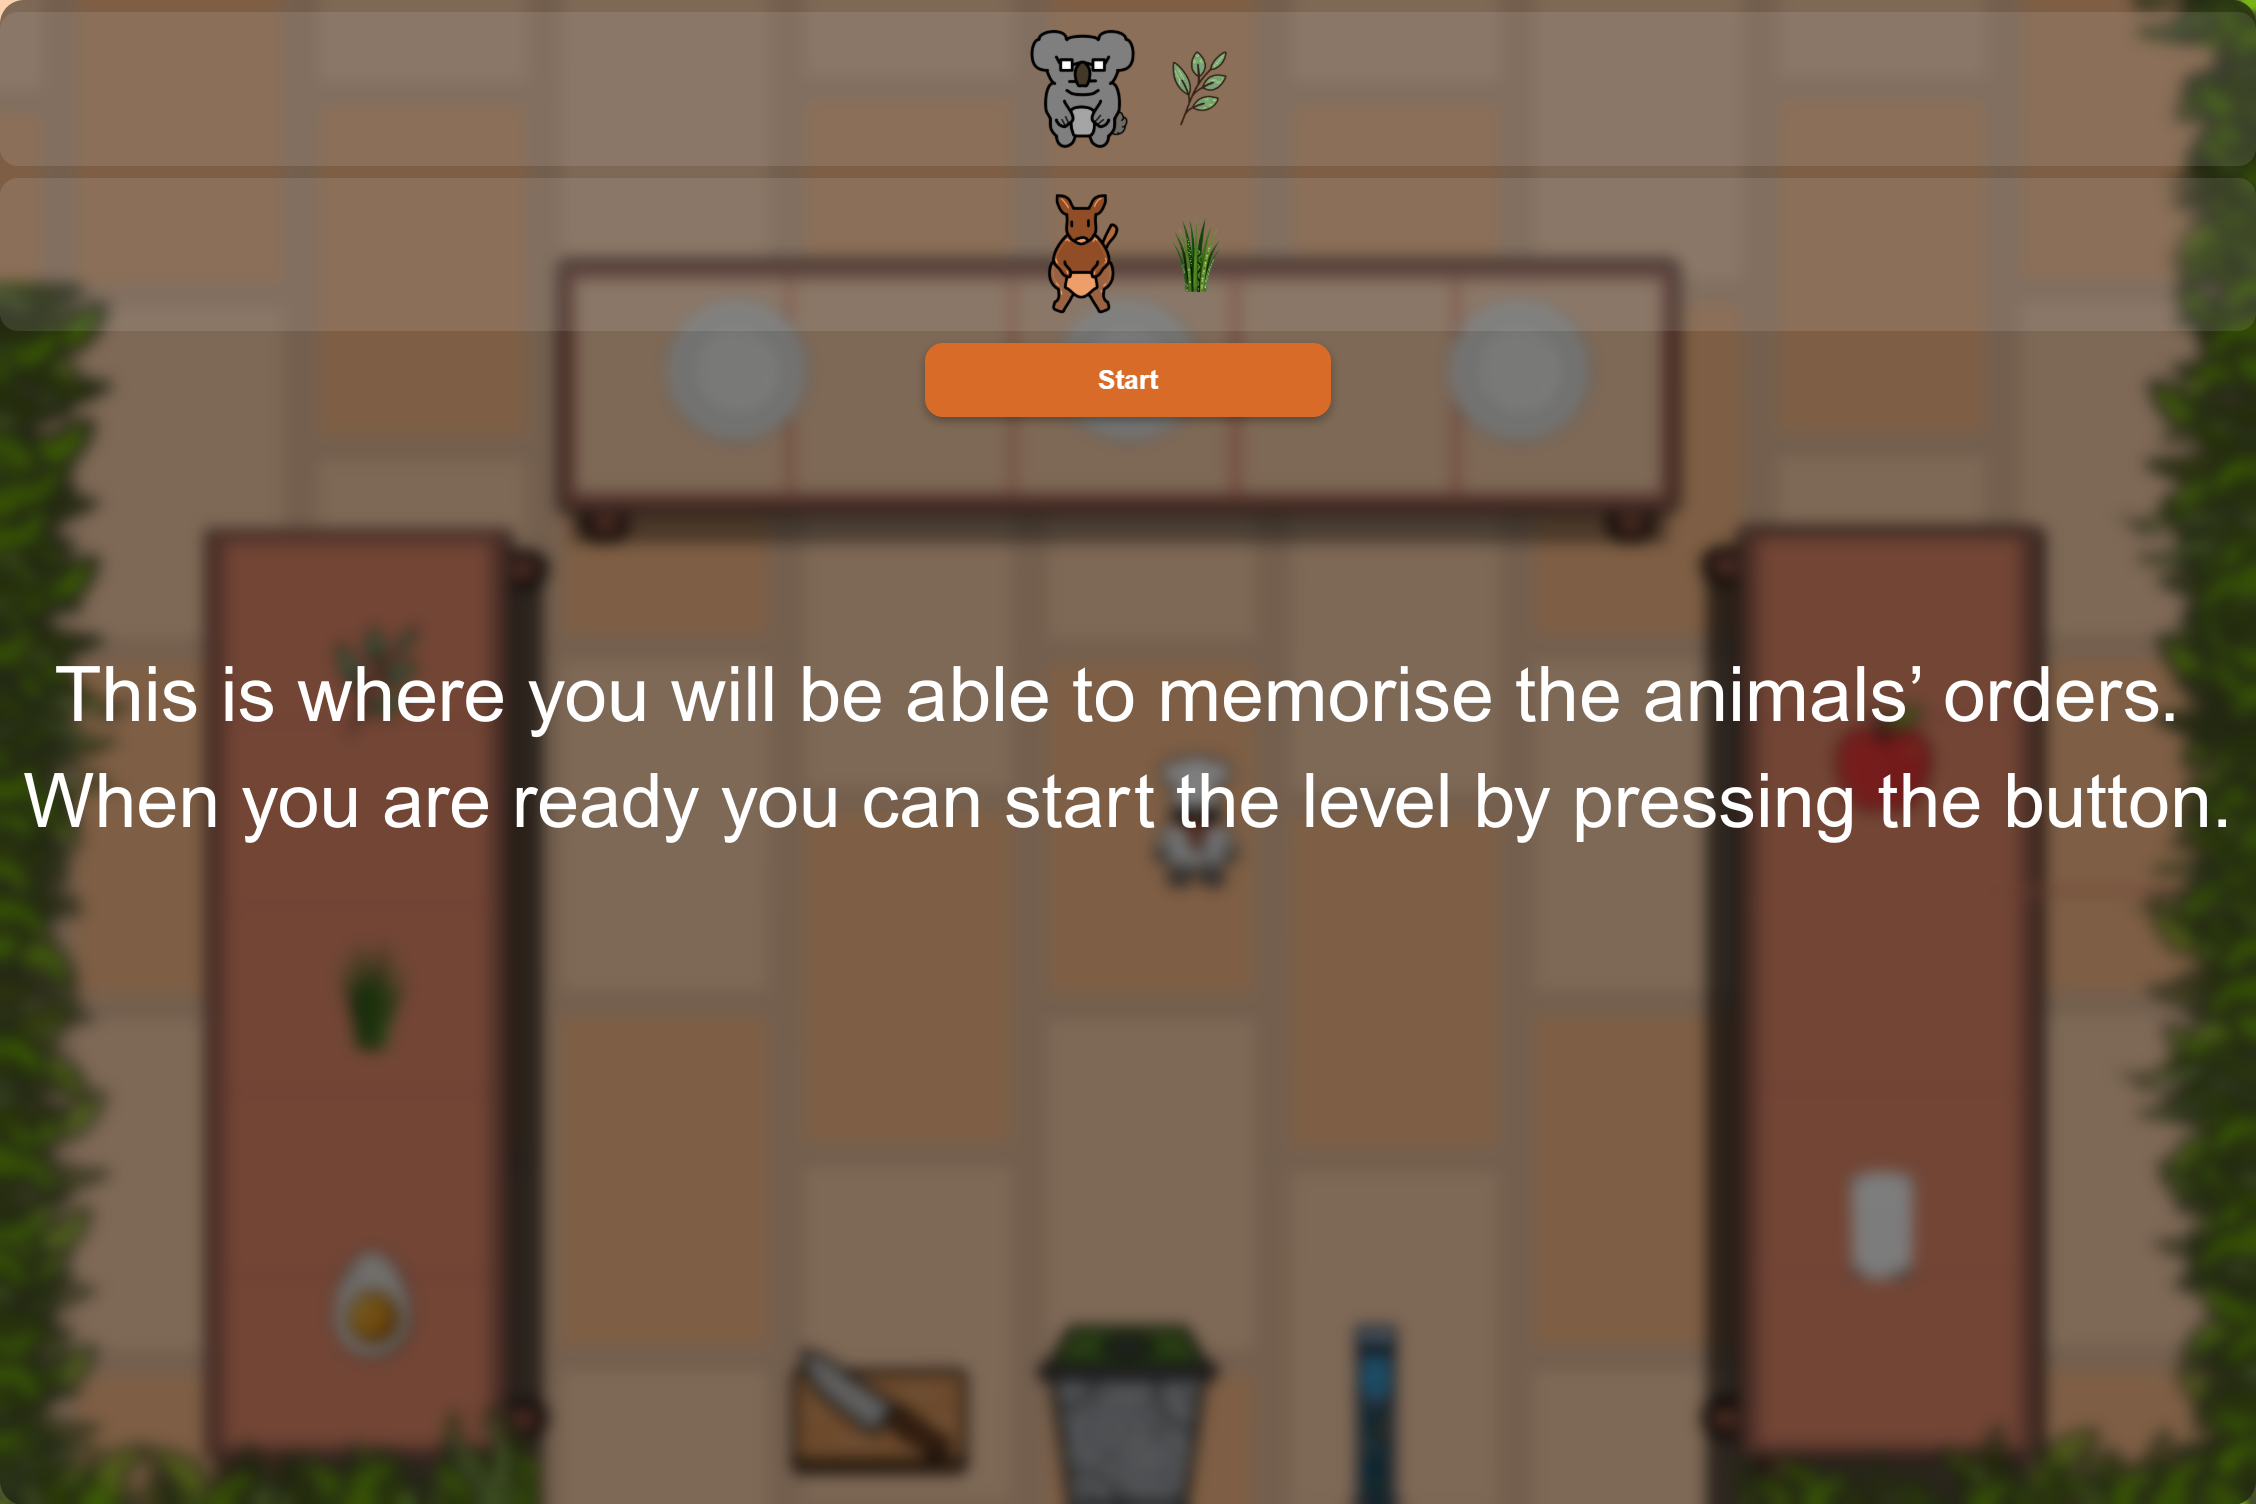 Start
This is where you will be able to memorise the animals’ orders.
When you are ready you can start the level by pressing the button.